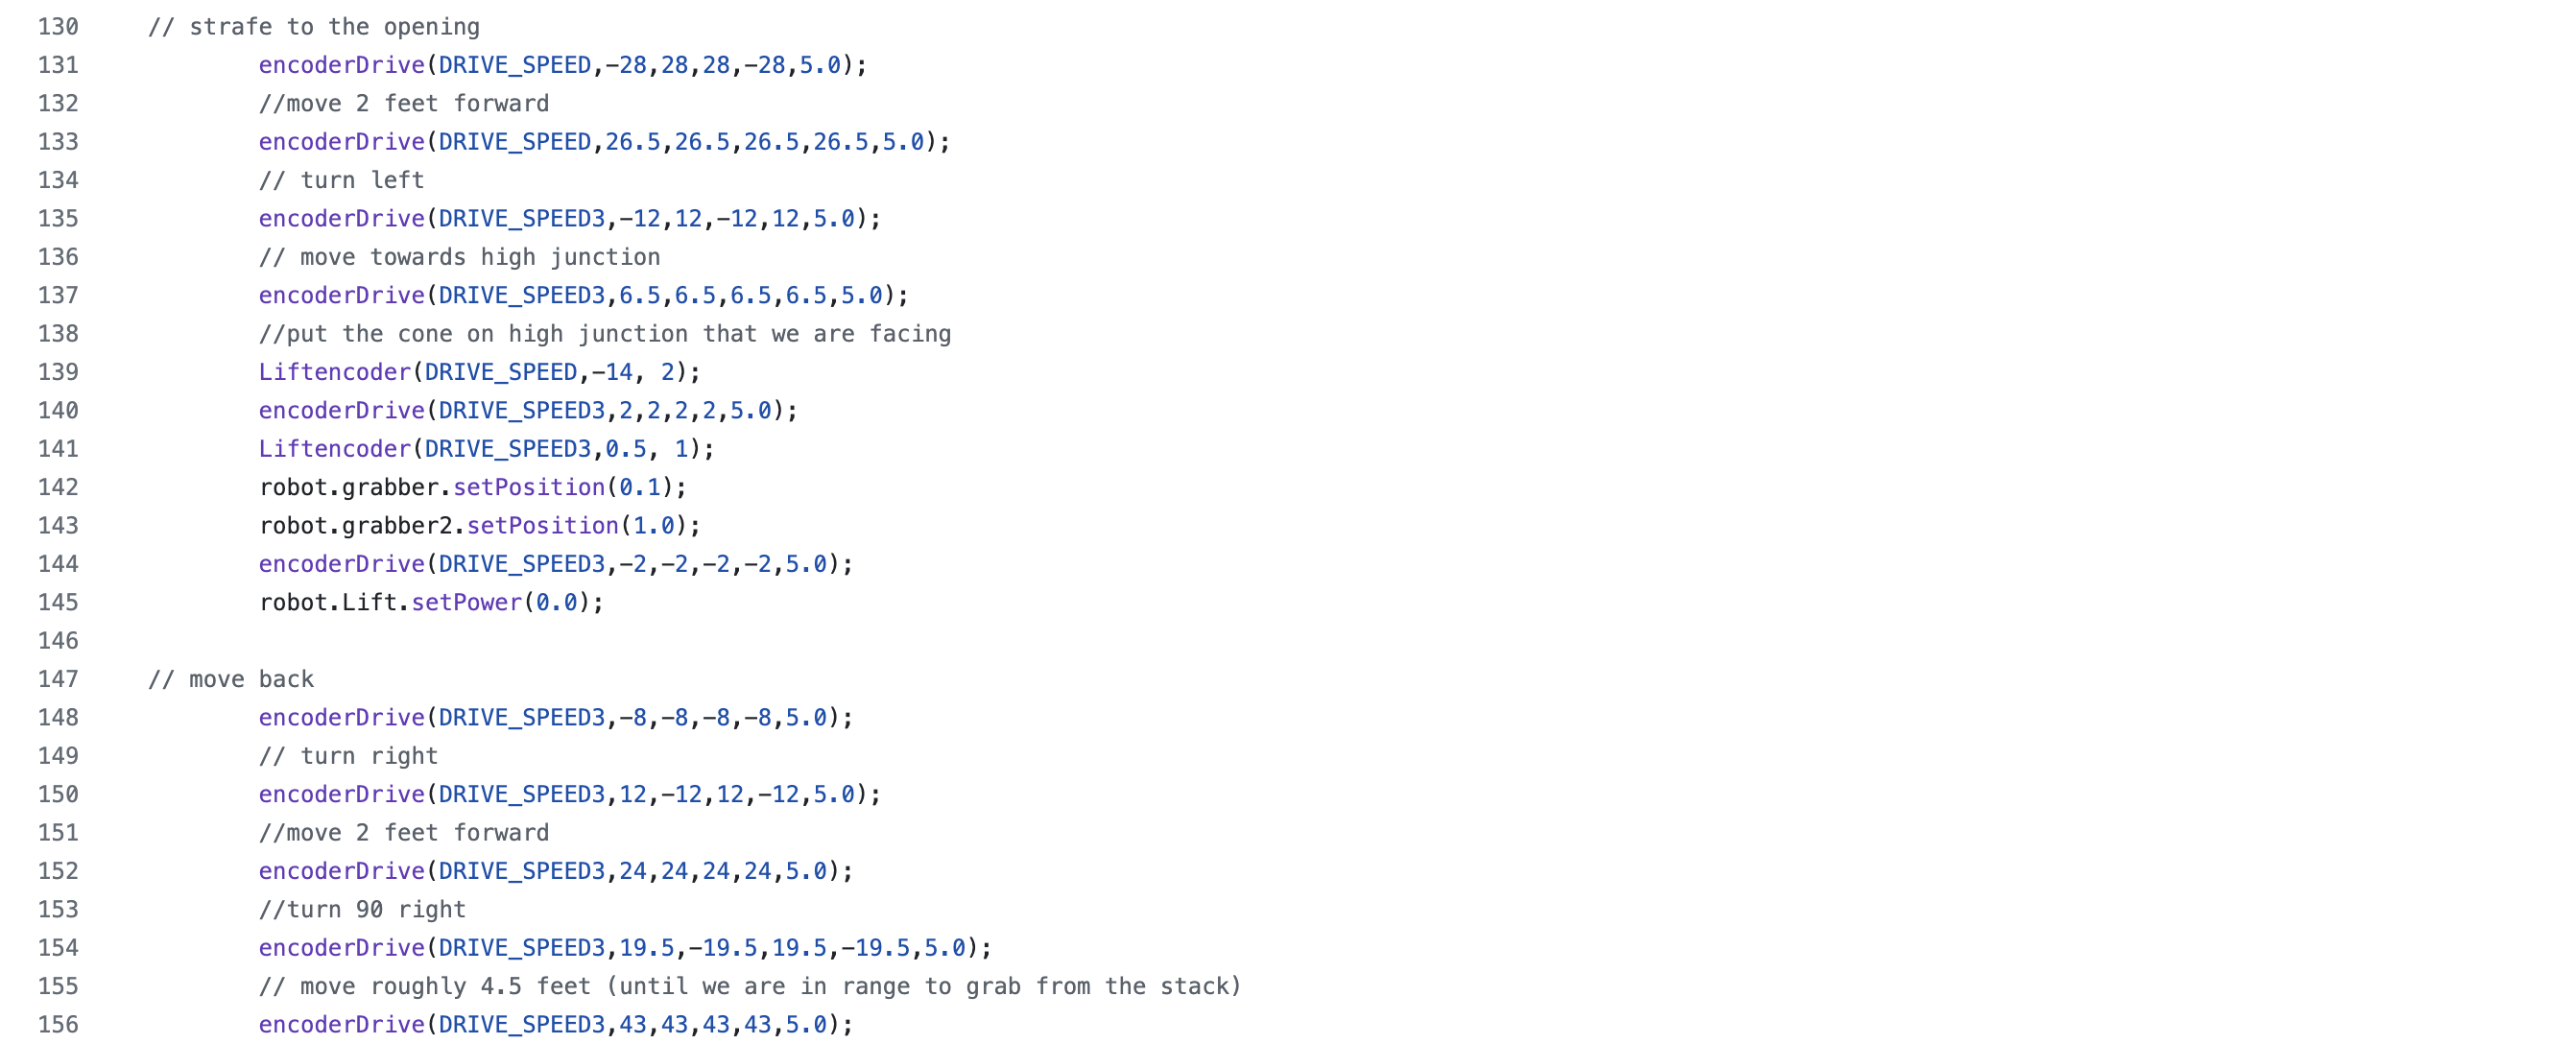 130 // strafe to the opening
131 encoderDrive(DRIVE_SPEED,-28,28,28,-28,5.0);
132 //move 2 feet forward
133 encoderDrive(DRIVE_SPEED,26.5,26.5,26.5,26.5,5.0);
134 // turn left
135 encoderDrive(DRIVE_SPEED3,-12,12,-12,12,5.0);
136 // move towards high junction
137 encoderDrive(DRIVE_SPEED3,6.5,6.5,6.5,6.5,5.0);
138 //put the cone on high junction that we are facing
139 Liftencoder(DRIVE_SPEED,-14, 2);
140 encoderDrive(DRIVE_SPEED3,2,2,2,2,5.0);
141 Liftencoder(DRIVE_SPEED3,0.5, 1);
142 robot.grabber.setPosition(0.1);
143 robot.grabber2.setPosition(1.0);
144 encoderDrive(DRIVE_SPEED3,-2,-2,-2,-2,5.0);
145 robot.Lift.setPower(0.0);
146
147 // move back
148 encoderDrive(DRIVE_SPEED3,-8,-8,-8,-8,5.0);
149 // turn right
150 encoderDrive(DRIVE_SPEED3,12,-12,12,-12,5.0);
151 //move 2 feet forward
152 encoderDrive(DRIVE_SPEED3,24,24,24,24,5.0);
153 //turn 90 right
154 encoderDrive(DRIVE_SPEED3,19.5,-19.5,19.5,-19.5,5.0);
155 // move roughly 4.5 feet (until we are in range to grab from the stack)
156 encoderDrive(DRIVE_SPEED3,43,43,43,43,5.0);